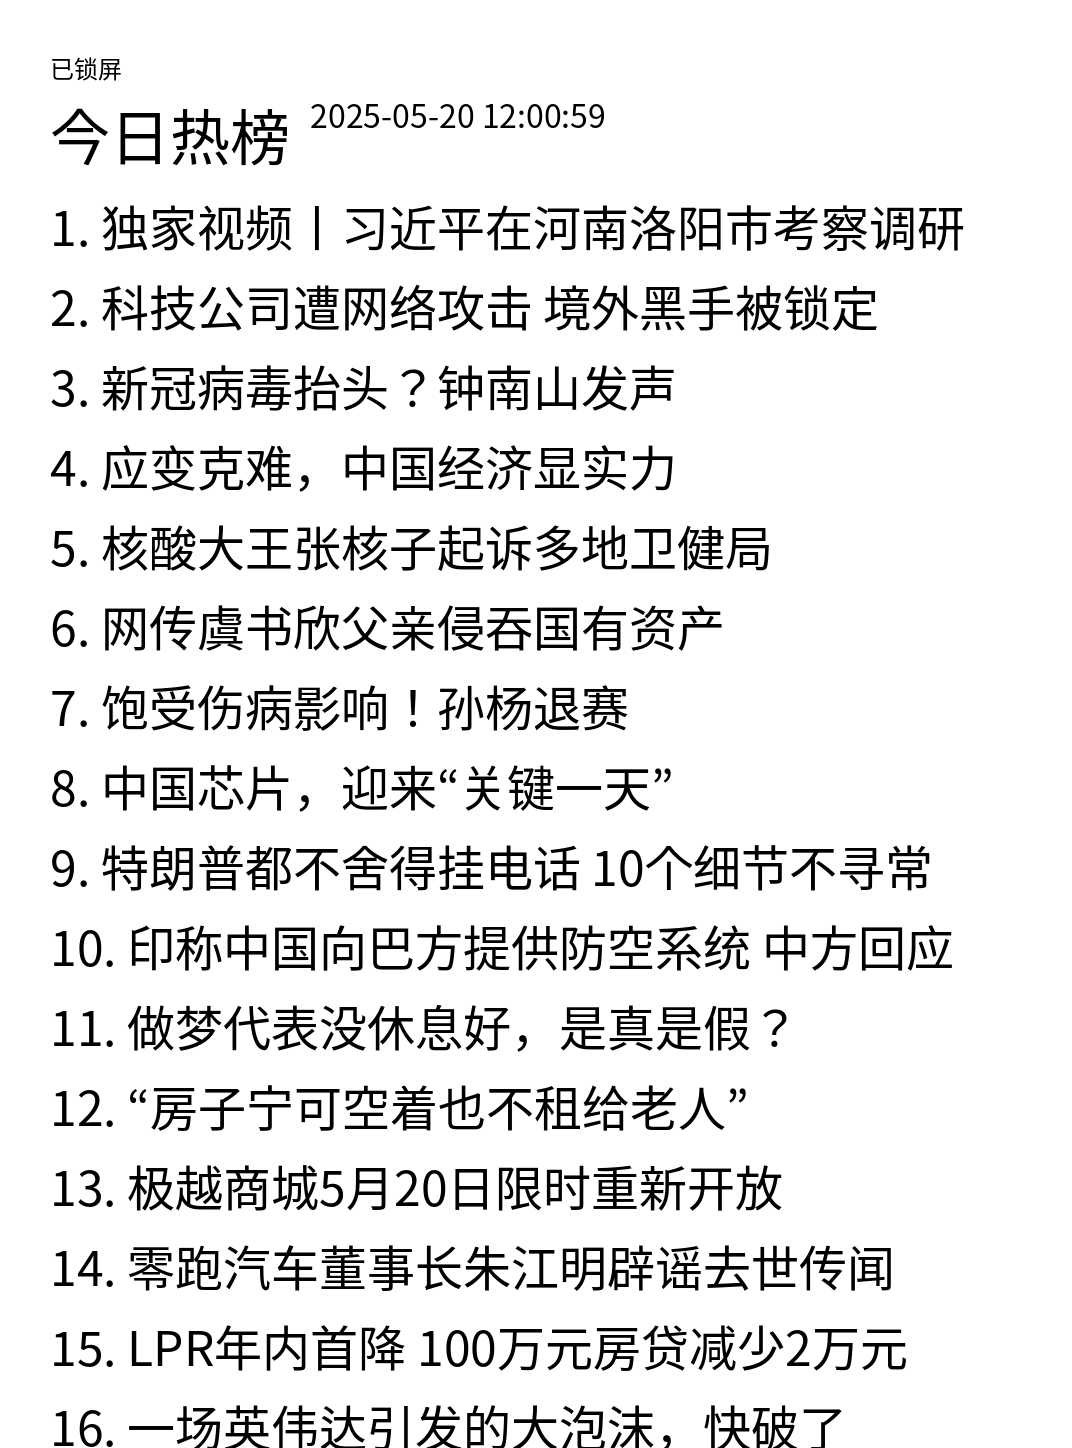 已锁屏
今日热榜 2025-05-20 12:00:59
1. 独家视频丨习近平在河南洛阳市考察调研
2. 科技公司遭网络攻击 境外黑手被锁定
3. 新冠病毒抬头？钟南山发声
4. 应变克难，中国经济显实力
5. 核酸大王张核子起诉多地卫健局
6. 网传虞书欣父亲侵吞国有资产
7. 饱受伤病影响！孙杨退赛
8. 中国芯片，迎来“关键一天”
9. 特朗普都不舍得挂电话 10个细节不寻常
10. 印称中国向巴方提供防空系统 中方回应
11. 做梦代表没休息好，是真是假？
12. “房子宁可空着也不租给老人”
13. 极越商城5月20日限时重新开放
14. 零跑汽车董事长朱江明辟谣去世传闻
15. LPR年内首降 100万元房贷减少2万元
16. 一场英伟达引发的大泡沫，快破了